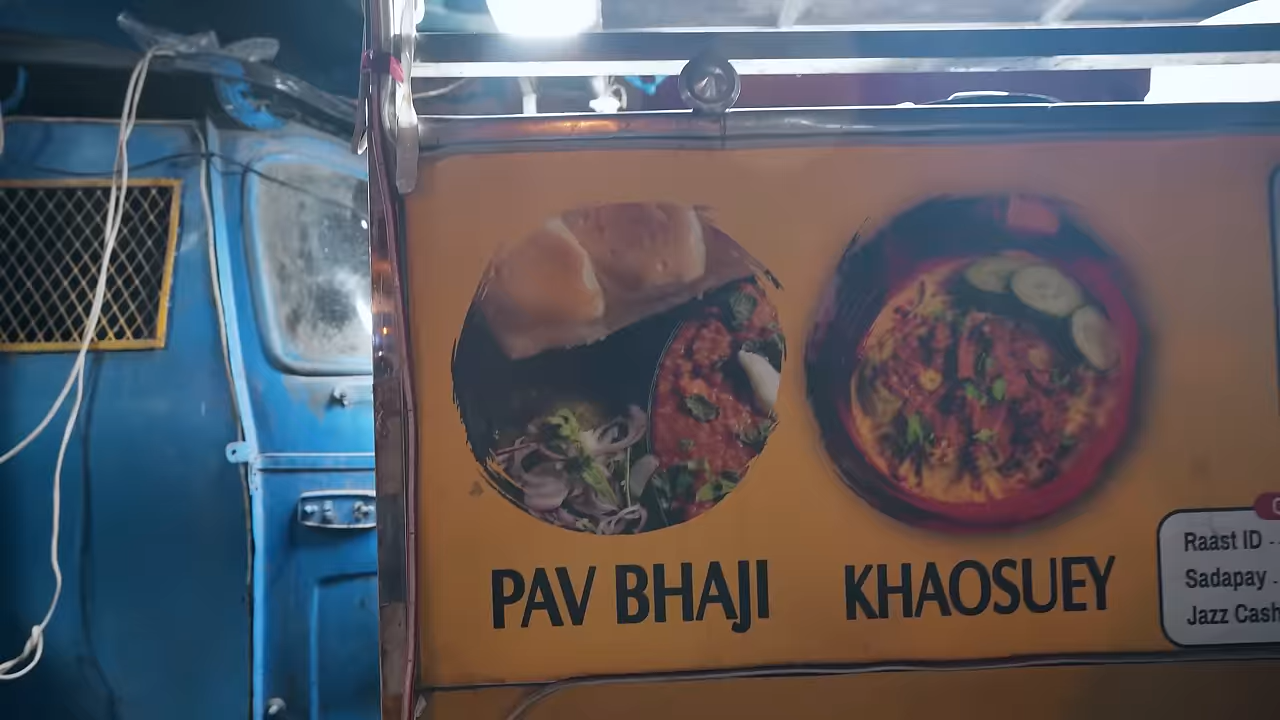 PAV BHAJI
KHAOSUEY
Raast ID -
Sadapay -
Jazz Cash